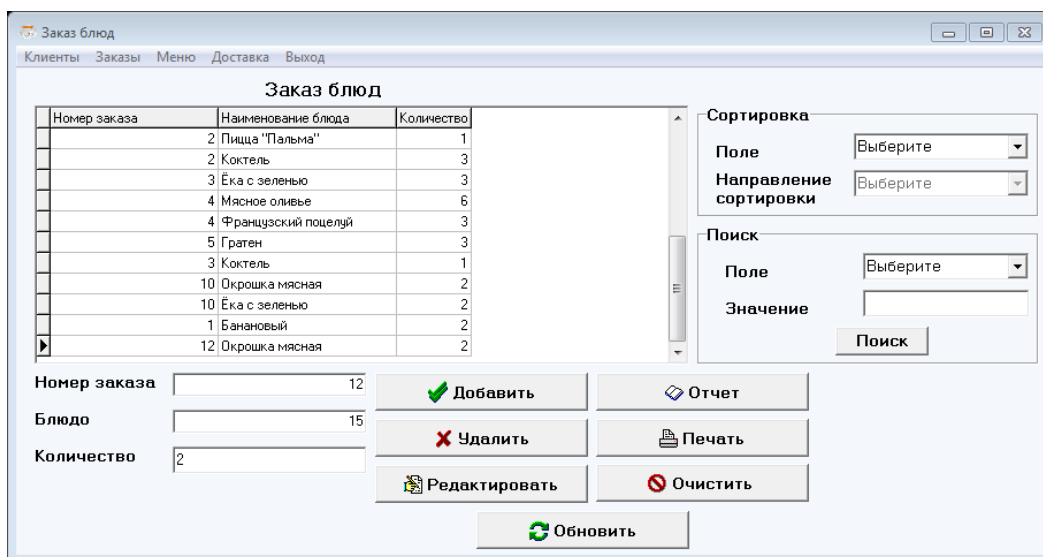 Заказ блюд
Клиенты Заказы Меню Доставка Выход
Заказ блюд
Номер заказа Наименование блюда Количество
2 Пицца "Пальма" 1
2 Коктель 3
3 Ёка с зеленью 3
4 Мясное оливье 6
4 Французский поцелуй 3
5 Гратен 3
3 Коктель 1
10 Окрошка мясная 2
10 Ёка с зеленью 2
1 Банановый 2
12 Окрошка мясная 2
Сортировка
Поле Выберите
Направление сортировки Выберите
Поиск
Поле Выберите
Значение
Поиск
Номер заказа 12
Блюдо 15
Количество 2
Добавить Отчет
Удалить Печать
Редактировать Очистить
Обновить